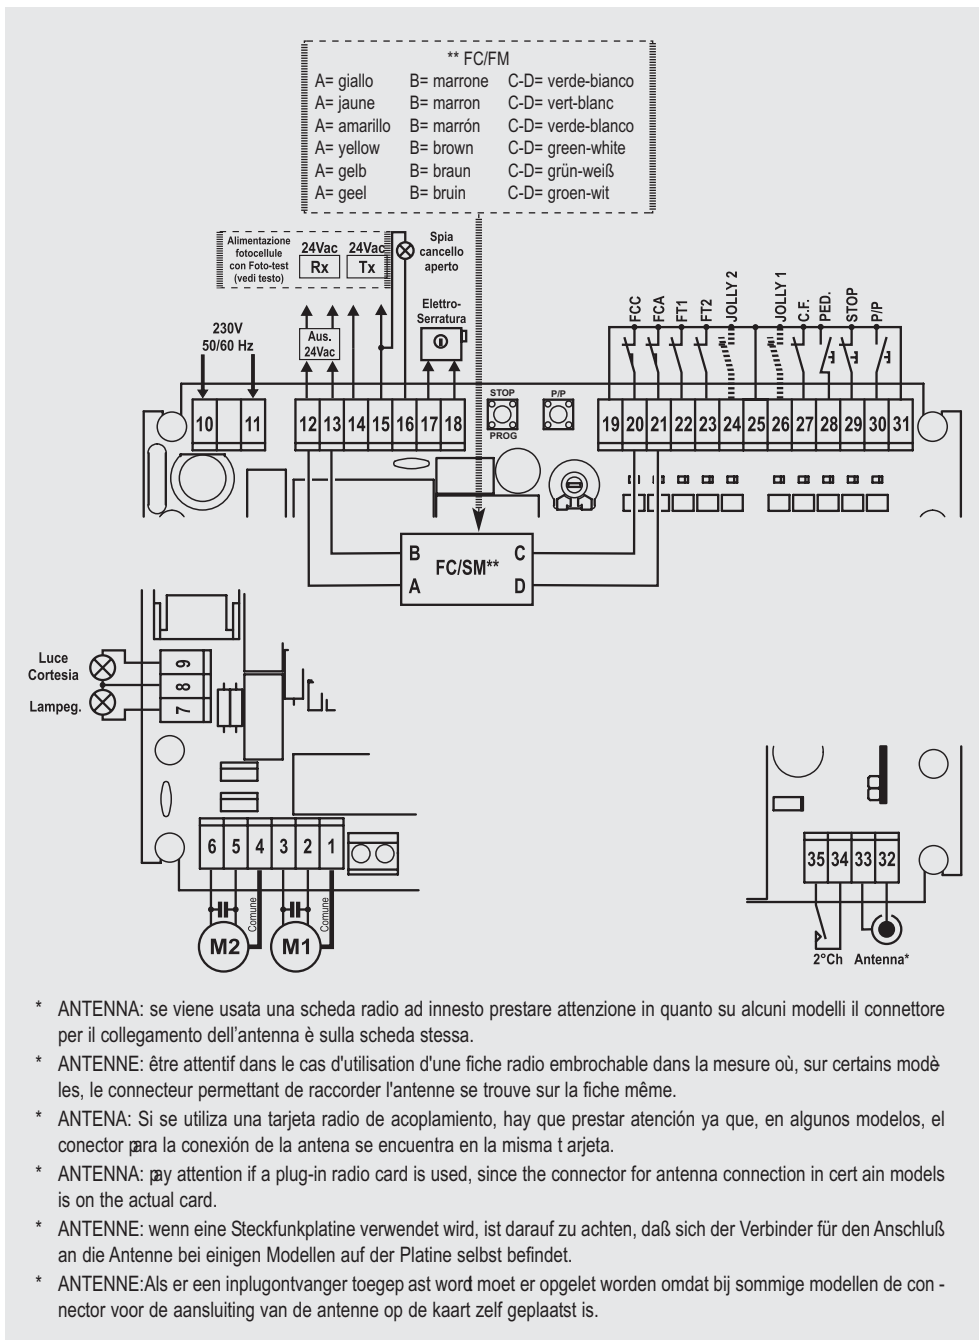 ** FC/FM
A= giallo B= marrone C-D= verde-bianco
A= jaune B= marron C-D= vert-blanc
A= amarillo B= marrón C-D= verde-blanco
A= yellow B= brown C-D= green-white
A= gelb B= braun C-D= grün-weiß
A= geel B= bruin C-D= groen-wit
Alimentazione
fotocellule
con Foto-test
(vedi testo)
24Vac 24Vac
Rx Tx
Spia
cancello
aperto
Elettro-
Serratura
230V
50/60 Hz
Aus.
24Vac
FCC
FCA
FT1
FT2
JOLLY 2
JOLLY 1
C.F.
PED.
STOP
P/P
STOP
PROG
P/P
10 11 12 13 14 15 16 17 18 19 20 21 22 23 24 25 26 27 28 29 30 31
B C
FC/SM**
A D
Luce
Cortesia
Lampeg.
9
8
7
6 5 4 3 2 1
Comune
Comune
M2 M1
35 34 33 32
2°Ch Antenna*
* ANTENNA: se viene usata una scheda radio ad innesto prestare attenzione in quanto su alcuni modelli il connettore
per il collegamento dell'antenna è sulla scheda stessa.
* ANTENNE: être attentif dans le cas d'utilisation d'une fiche radio embrochable dans la mesure où, sur certains modè-
les, le connecteur permettant de raccorder l'antenne se trouve sur la fiche même.
* ANTENA: Si se utiliza una tarjeta radio de acoplamiento, hay que prestar atención ya que, en algunos modelos, el
conector para la conexión de la antena se encuentra en la misma t arjeta.
* ANTENNA: pay attention if a plug-in radio card is used, since the connector for antenna connection in cert ain models
is on the actual card.
* ANTENNE: wenn eine Steckfunkplatine verwendet wird, ist darauf zu achten, daß sich der Verbinder für den Anschluß
an die Antenne bei einigen Modellen auf der Platine selbst befindet.
* ANTENNE:Als er een inplugontvanger toegep ast wordt moet er opgelet worden omdat bij sommige modellen de con -
nector voor de aansluiting van de antenne op de kaart zelf geplaatst is.